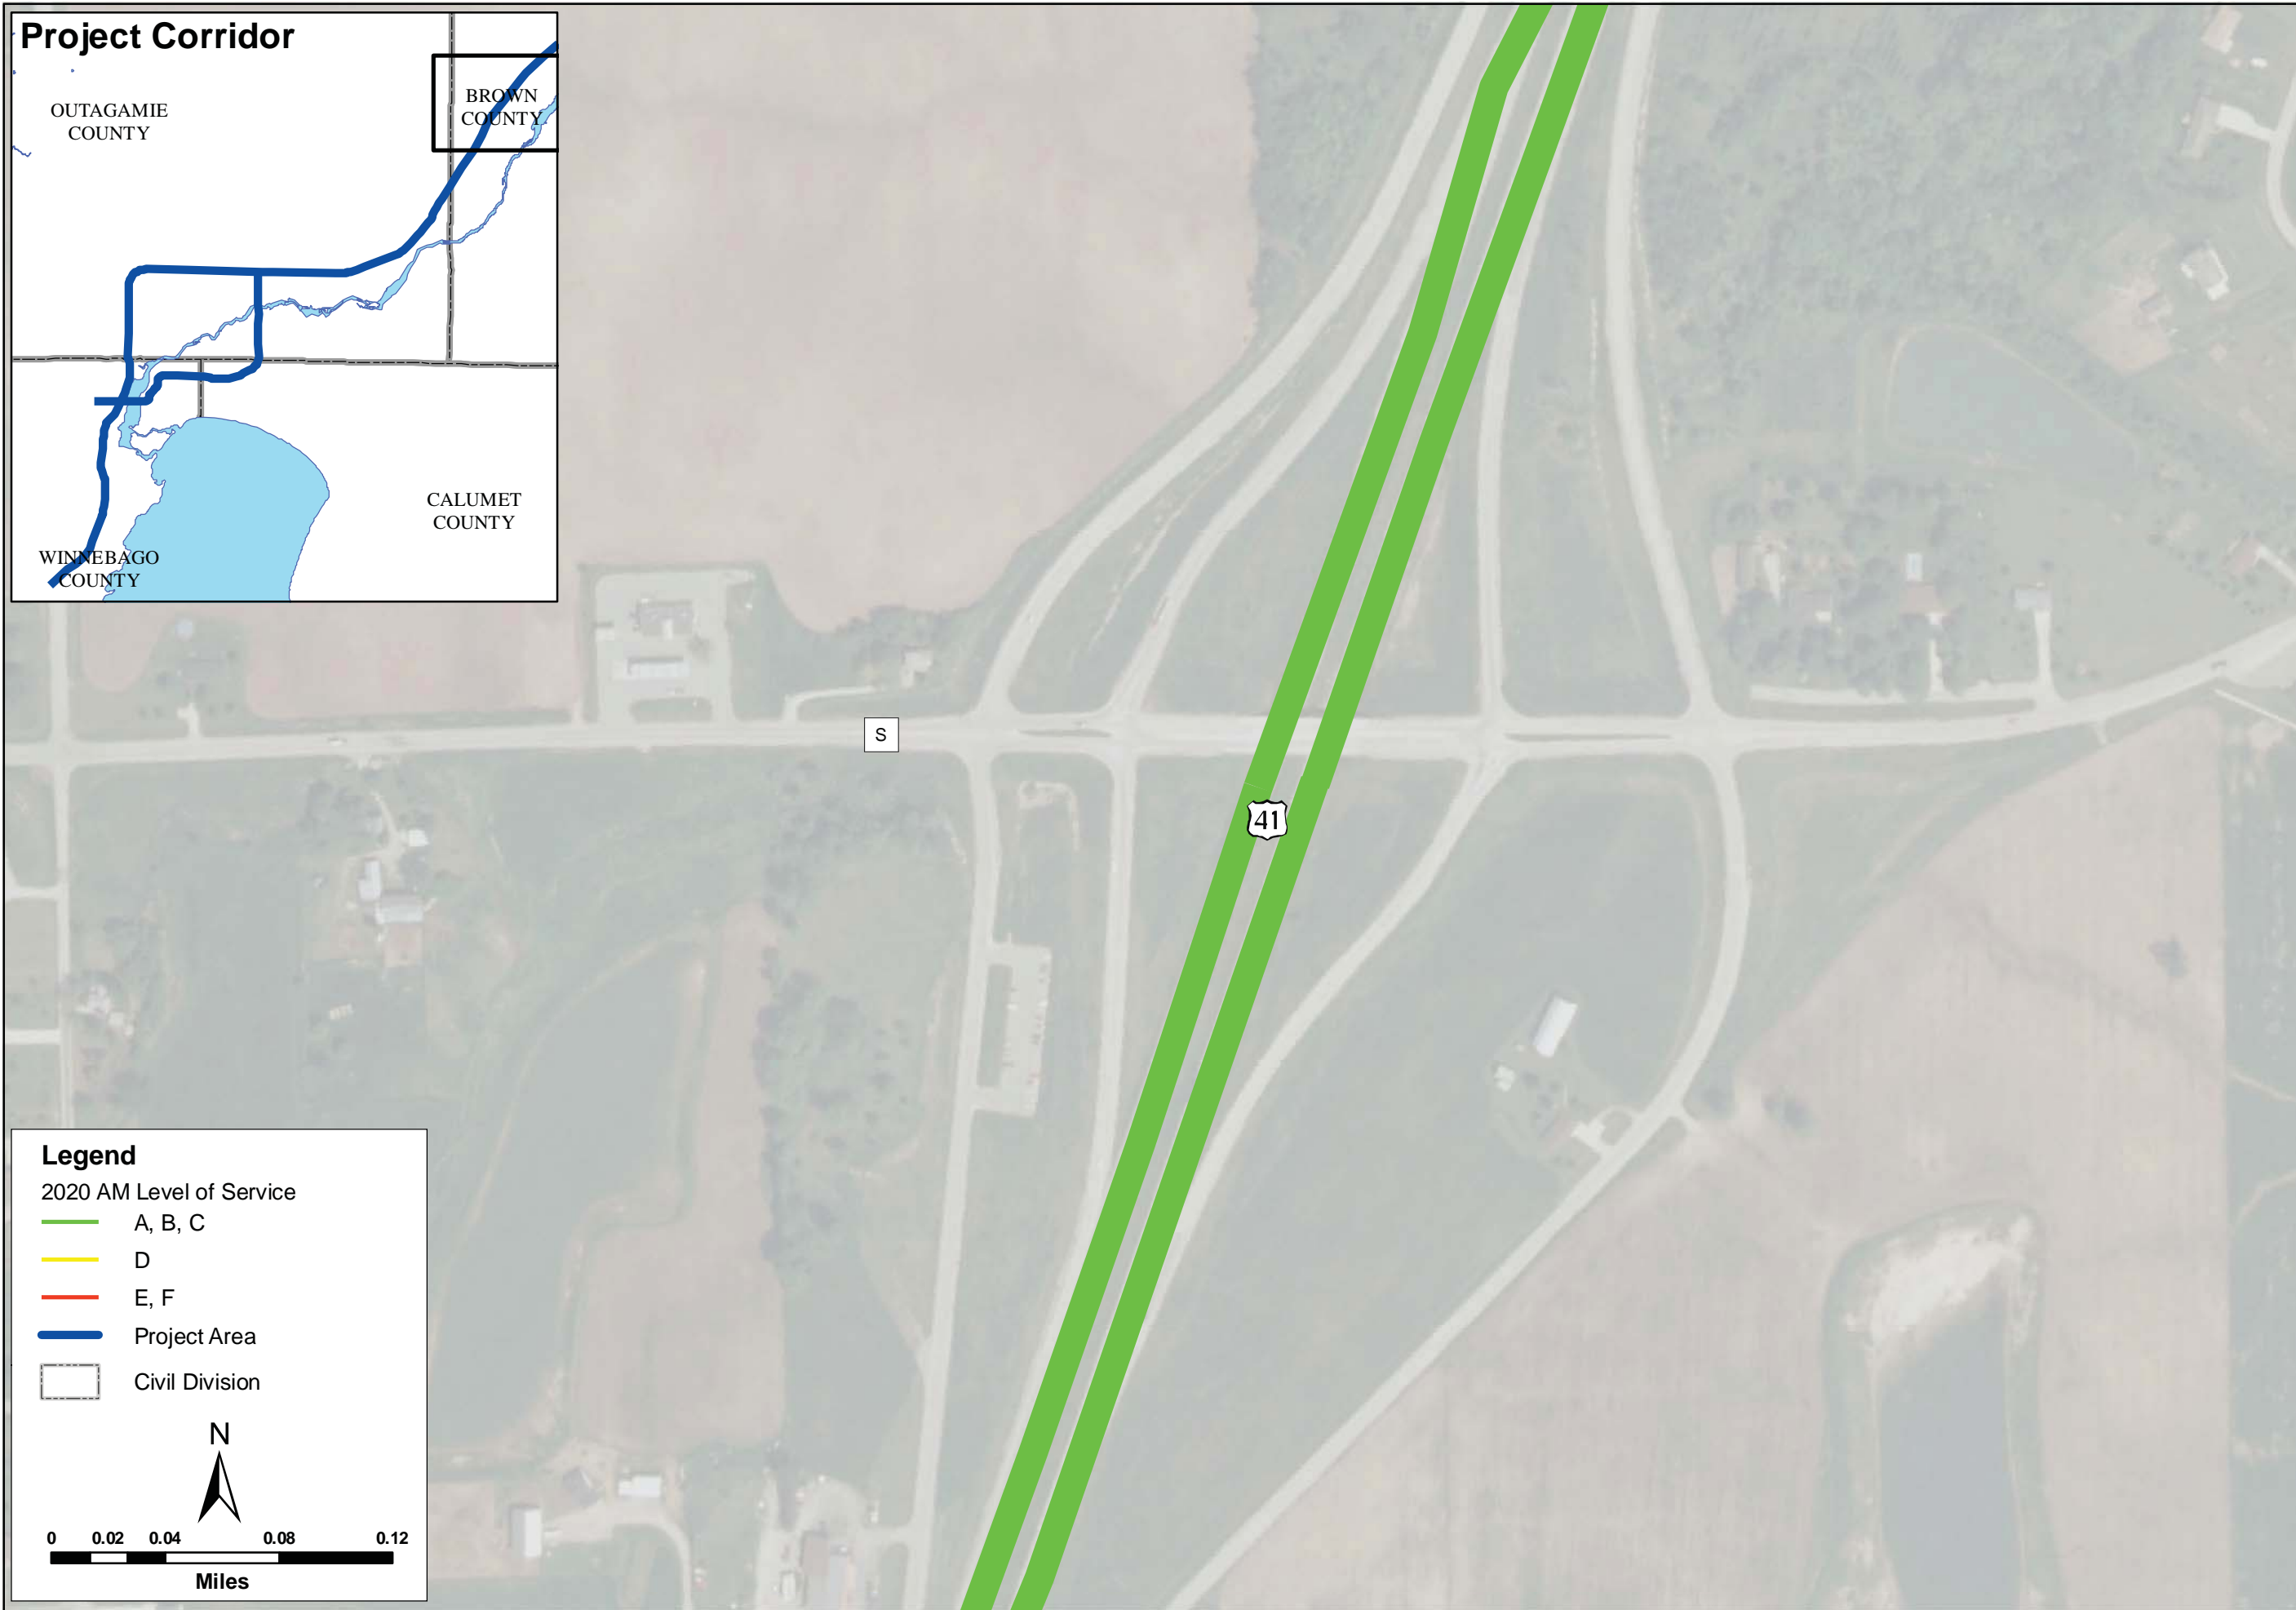 Project Corridor
OUTAGAMIE
COUNTY
BROWN
COUNTY
CALUMET
COUNTY
WINNEBAGO
COUNTY
S
41
Legend
2020 AM Level of Service
A, B, C
D
E, F
Project Area
Civil Division
N
0 0.02 0.04 0.08 0.12
Miles